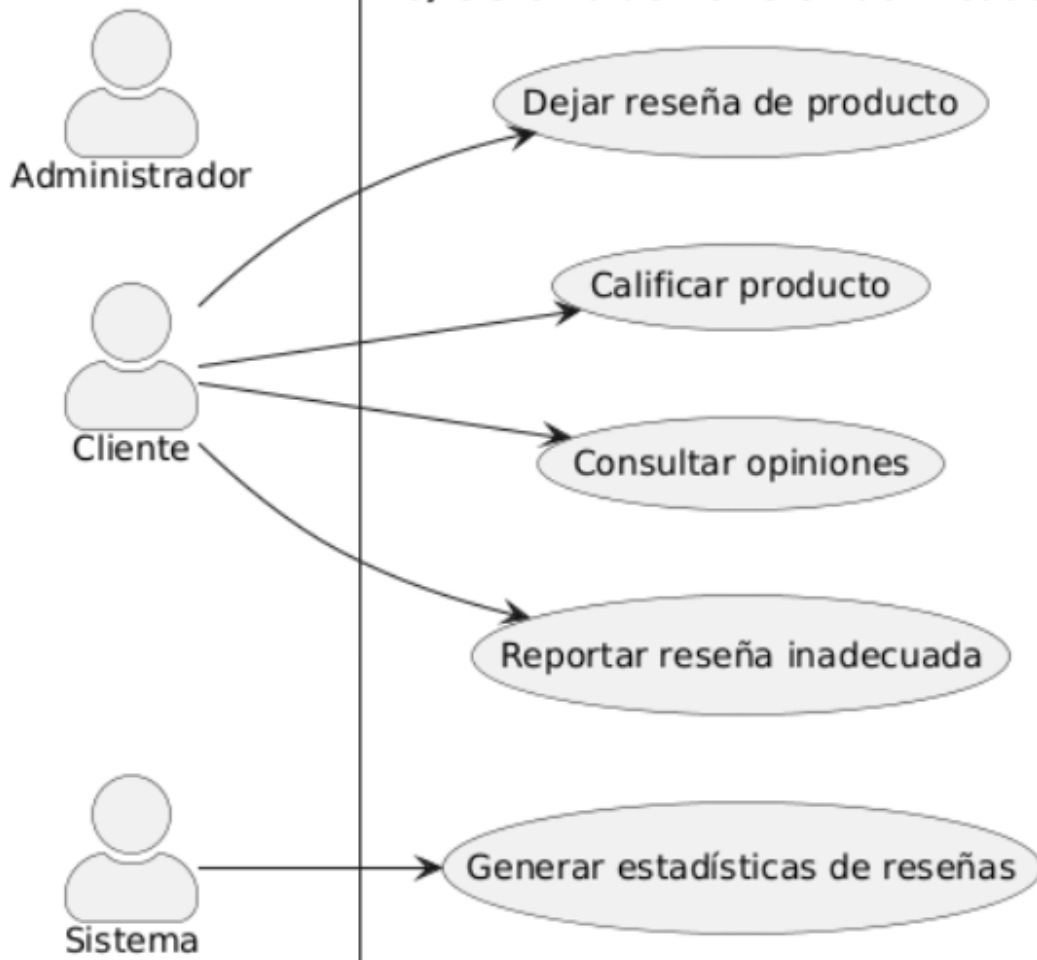 Administrador
Dejar reseña de producto
Calificar producto
Cliente
Consultar opiniones
Reportar reseña inadecuada
Generar estadísticas de reseñas
Sistema